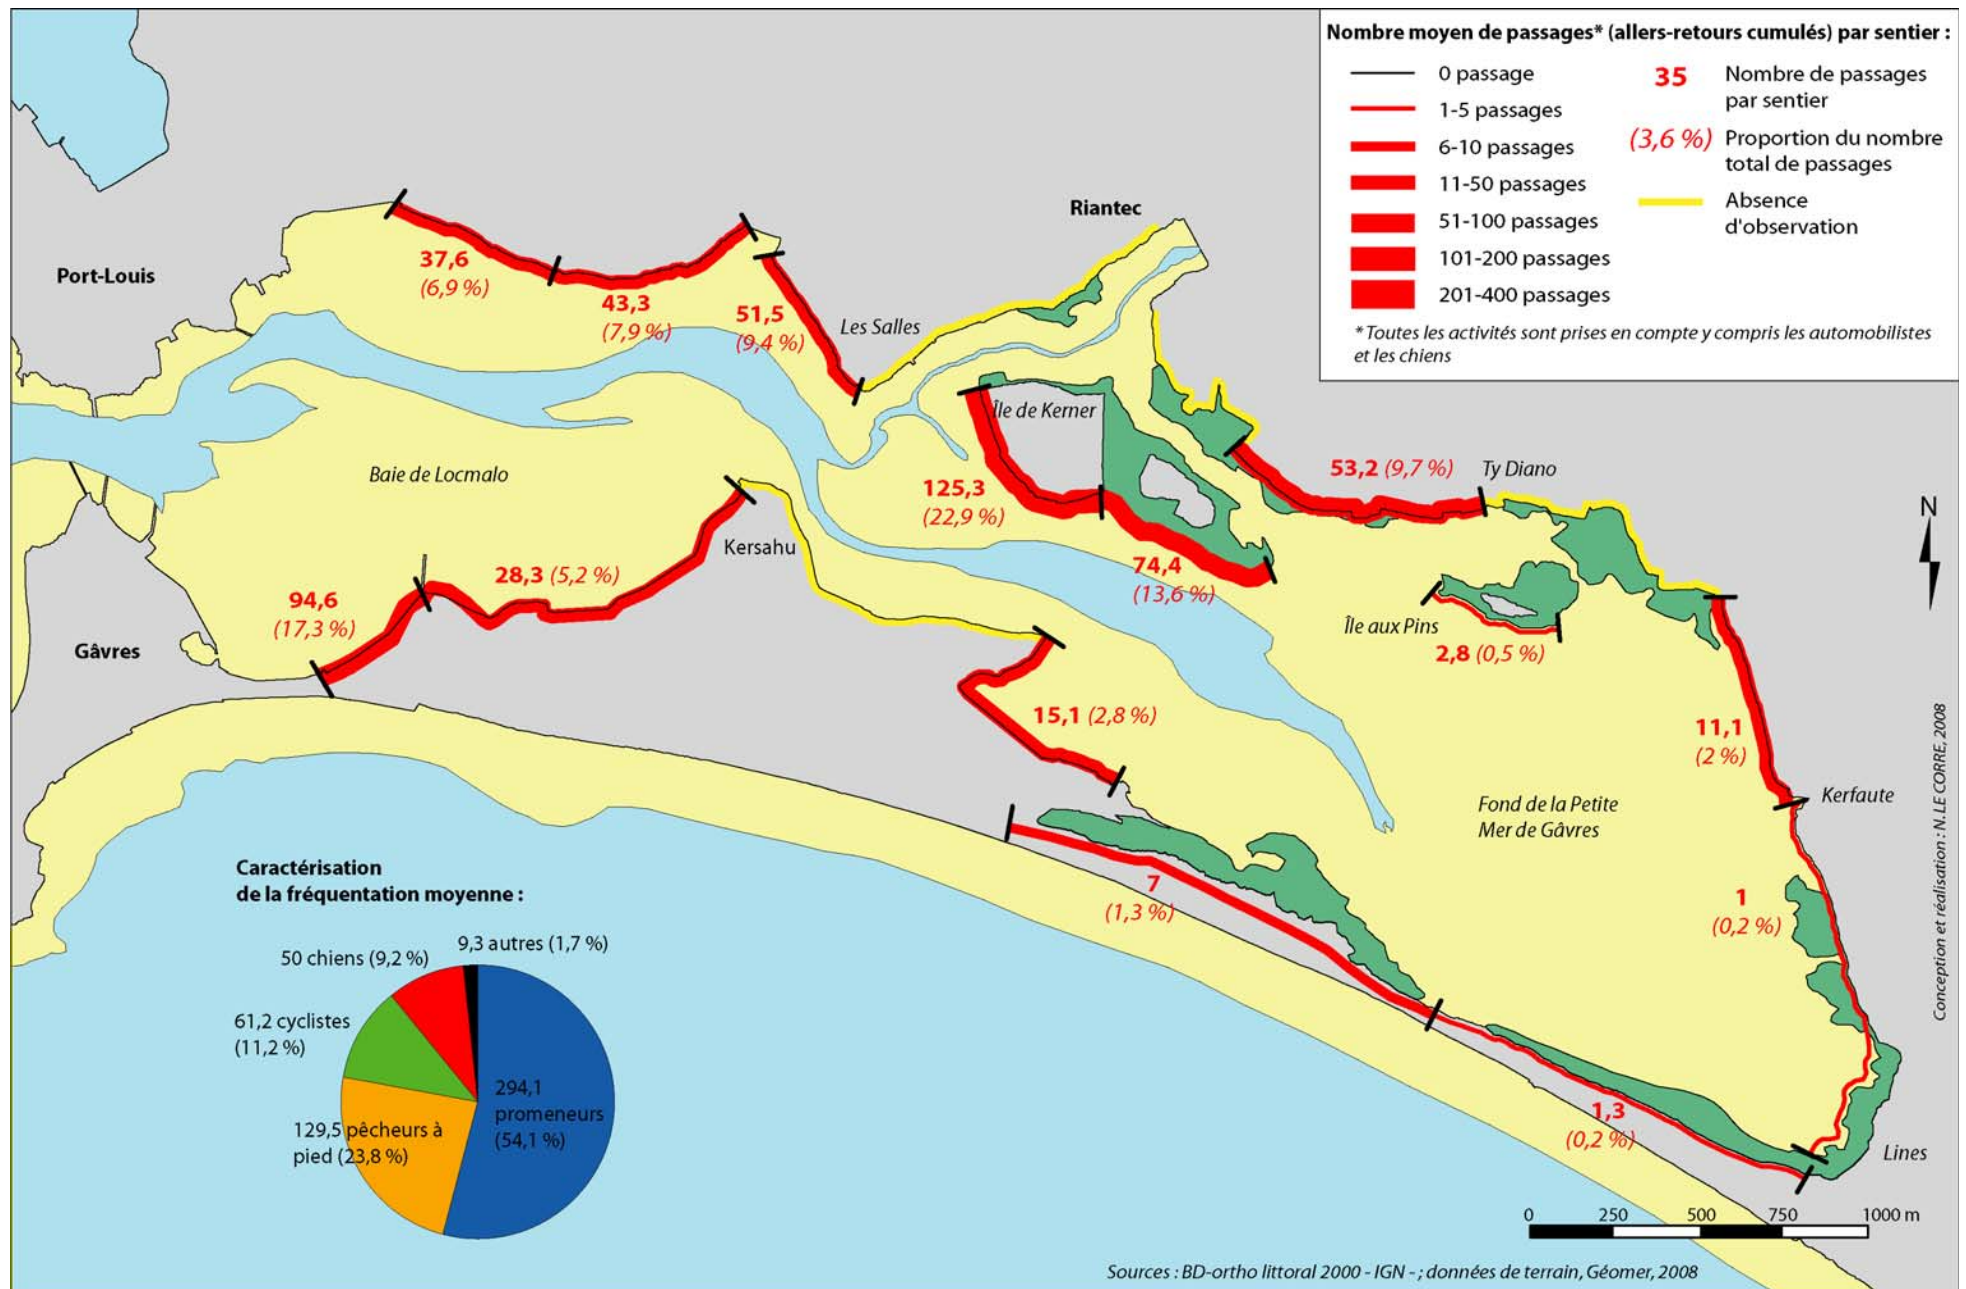 Nombre moyen de passages* (allers-retours cumulés) par sentier :
0 passage
1-5 passages
6-10 passages
11-50 passages
51-100 passages
101-200 passages
201-400 passages
35
Nombre de passages
par sentier
(3,6 %)
Proportion du nombre
total de passages
Absence
d'observation
* Toutes les activités sont prises en compte y compris les automobilistes
et les chiens
Riantec
Port-Louis
37,6
(6,9 %)
43,3
(7,9 %)
51,5
(9,4 %)
Les Salles
Île de Kerner
Baie de Locmalo
125,3
(22,9 %)
53,2 (9,7 %)
Ty Diano
N
Kersahu
74,4
(13,6 %)
28,3 (5,2 %)
94,6
(17,3 %)
Gâvres
Île aux Pins
2,8 (0,5 %)
15,1 (2,8 %)
11,1
(2 %)
Kerfaute
Fond de la Petite
Mer de Gâvres
7
(1,3 %)
1
(0,2 %)
1,3
(0,2 %)
Lines
Caractérisation
de la fréquentation moyenne :
9,3 autres (1,7 %)
50 chiens (9,2 %)
61,2 cyclistes
(11,2 %)
294,1
promeneurs
(54,1 %)
129,5 pêcheurs à
pied (23,8 %)
0 250 500 750 1000 m
Sources : BD-ortho littoral 2000 - IGN - ; données de terrain, Géomer, 2008
Conception et réalisation : N. LE CORRE, 2008